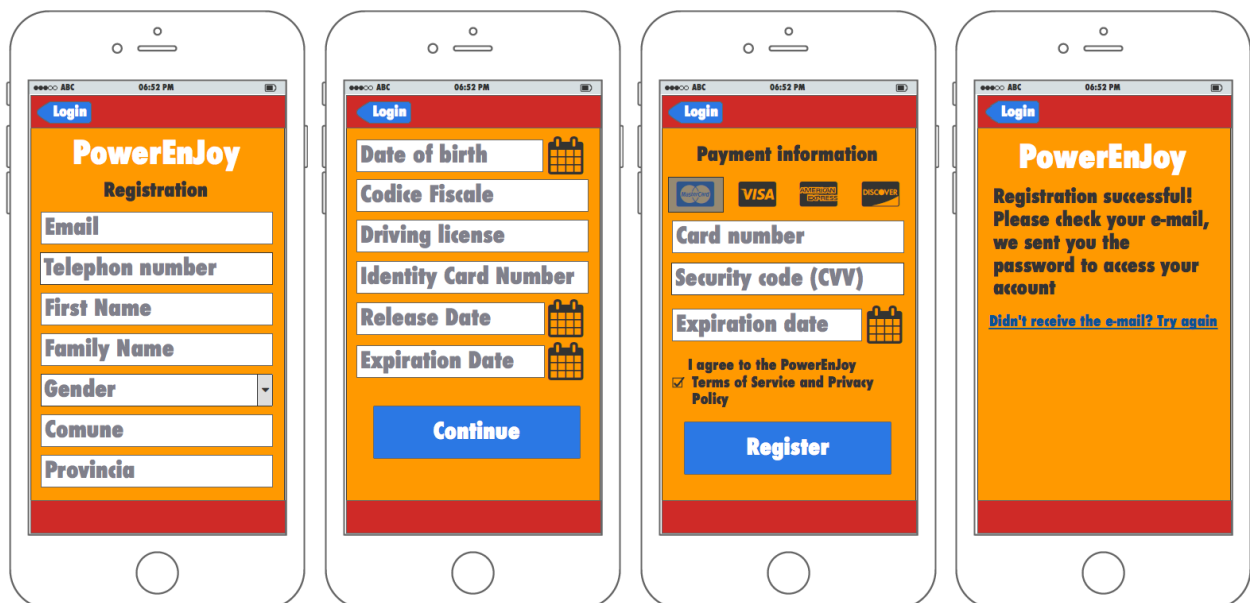 ABC 06:52 PM
Login
PowerEnJoy
Registration
Email
Telephon number
First Name
Family Name
Gender
Comune
Provincia
ABC 06:52 PM
Login
Date of birth
Codice Fiscale
Driving license
Identity Card Number
Release Date
Expiration Date
Continue
ABC 06:52 PM
Login
Payment information
MasterCard VISA AMERICAN EXPRESS DISCOVER
Card number
Security code (CVV)
Expiration date
I agree to the PowerEnJoy
Terms of Service and Privacy
Policy
Register
ABC 06:52 PM
Login
PowerEnJoy
Registration successful!
Please check your e-mail,
we sent you the
password to access your
account
Didn't receive the e-mail? Try again